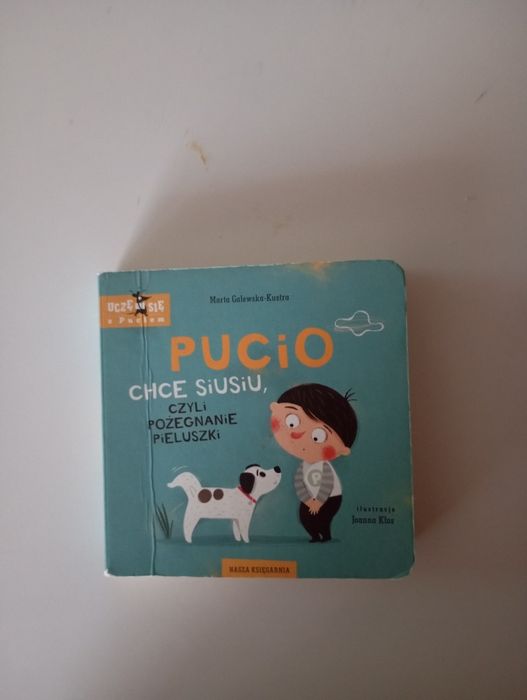 Marta Galewska-Kustra
UCZĘ SIĘ
z Puciem
PUCIO
CHCE SIUSIU,
CZYLI
POŻEGNANIE
PIELUSZKI
P
ilustracje
Joanna Kłos
NASZA KSIĘGARNIA